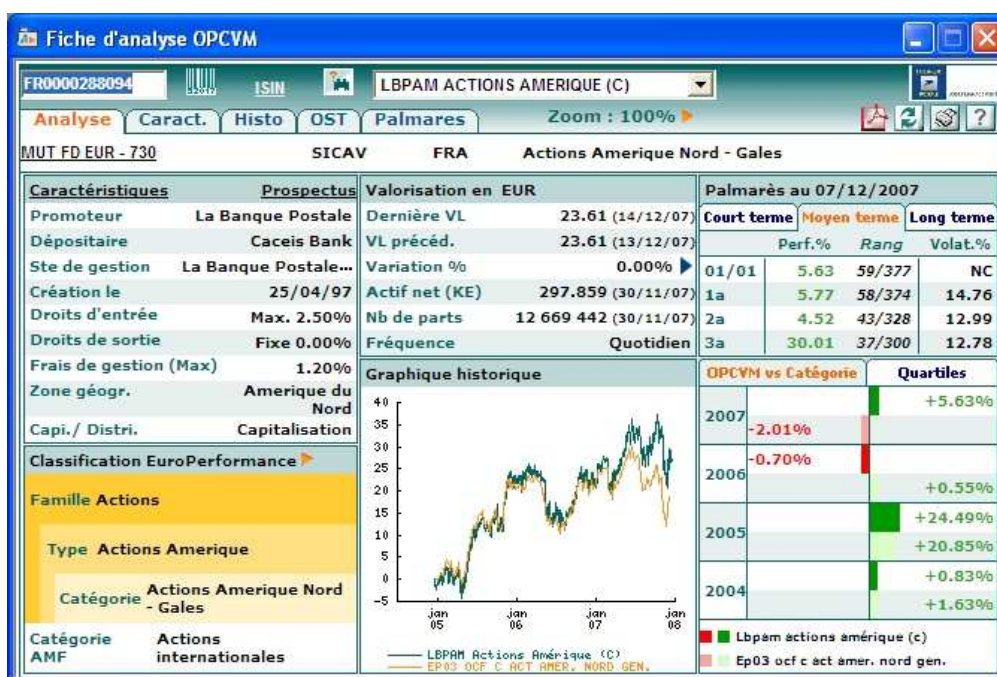 Fiche d'analyse OPCVM
FR0000288094 ISIN LBPAM ACTIONS AMERIQUE (C)
Analyse Caract. Histo OST Palmares Zoom : 100%
MUT FD EUR - 730 SICAV FRA Actions Amerique Nord - Gales
Caractéristiques Prospectus
Promoteur La Banque Postale
Dépositaire Caceis Bank
Ste de gestion La Banque Postale...
Création le 25/04/97
Droits d'entrée Max. 2.50%
Droits de sortie Fixe 0.00%
Frais de gestion (Max) 1.20%
Zone géogr. Amerique du
Nord
Capi./ Distri. Capitalisation
Classification EuroPerformance
Famille Actions
Type Actions Amerique
Catégorie Actions Amerique Nord
- Gales
Catégorie Actions
AMF internationales
Valorisation en EUR
Dernière VL 23.61 (14/12/07)
VL précéd. 23.61 (13/12/07)
Variation % 0.00%
Actif net (KE) 297.859 (30/11/07)
Nb de parts 12 669 442 (30/11/07)
Fréquence Quotidien
Graphique historique
40
35
30
25
20
15
10
5
0
-5
jan jan jan jan
05 06 07 08
LBPAM Actions Amérique (C)
EP03 OCF C ACT AMER. NORD GEN.
Palmarès au 07/12/2007
Court terme Moyen terme Long terme
Perf.% Rang Volat.%
01/01 5.63 59/377 NC
1a 5.77 58/374 14.76
2a 4.52 43/328 12.99
3a 30.01 37/300 12.78
OPCVM vs Catégorie Quartiles
2007 +5.63%
-2.01%
2006 -0.70%
+0.55%
2005 +24.49%
+20.85%
2004 +0.83%
+1.63%
Lbpam actions amérique (c)
Ep03 ocf c act amer. nord gen.